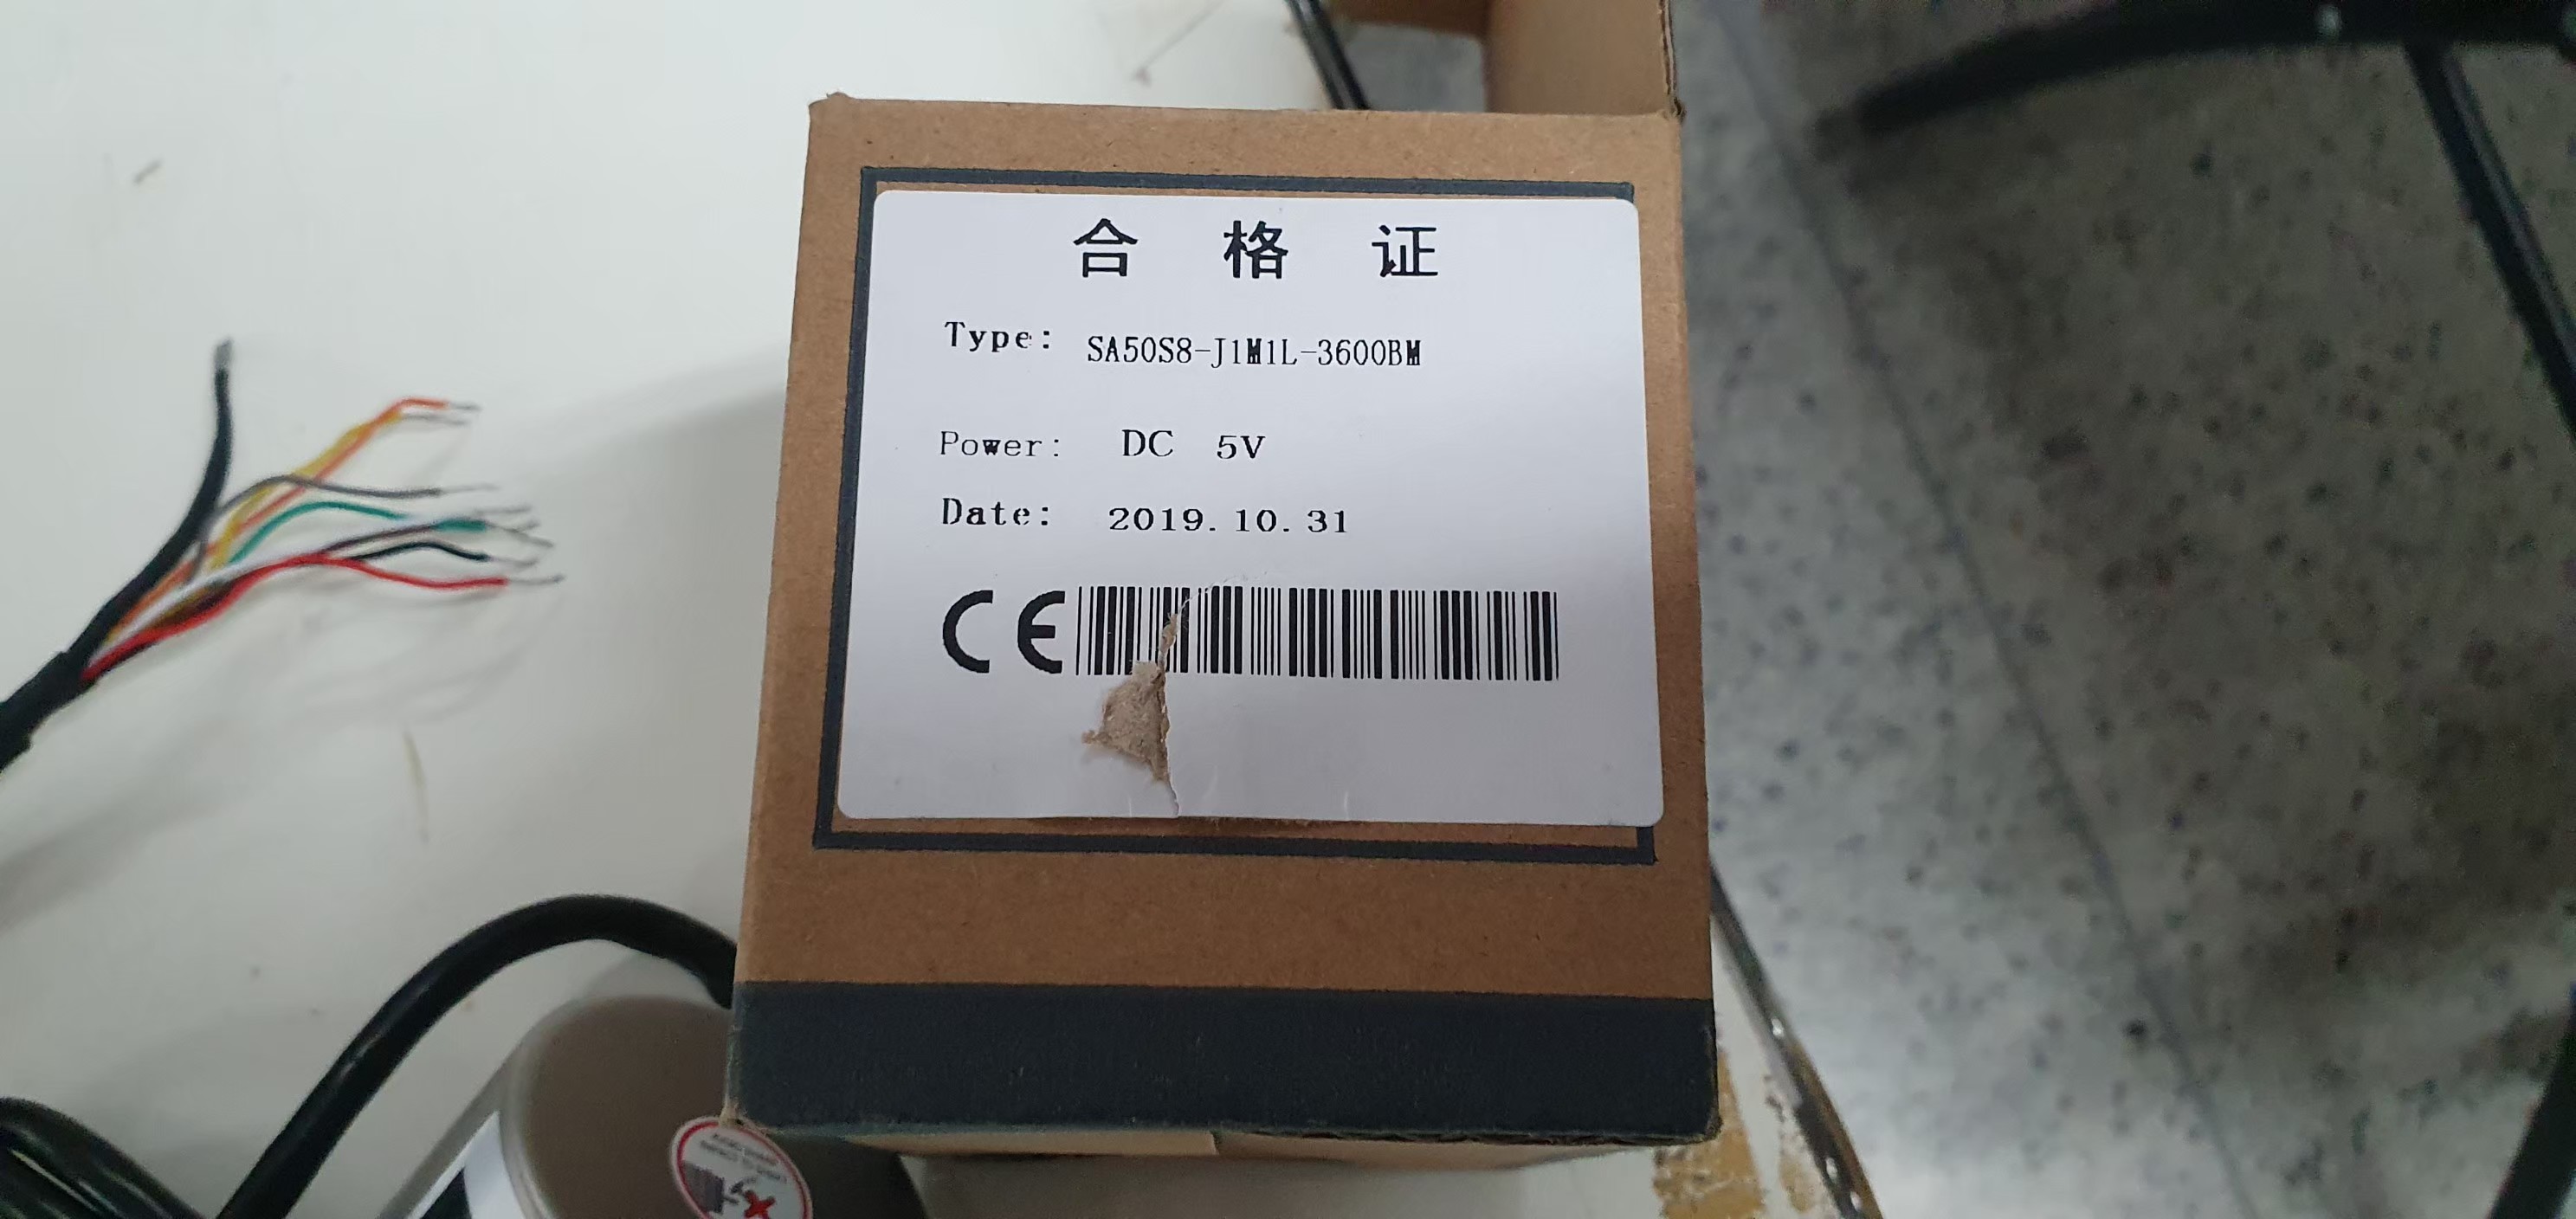 合 格 证
Type: SA50S8-J1M1L-3600BM
Power: DC 5V
Date: 2019.10.31
CE